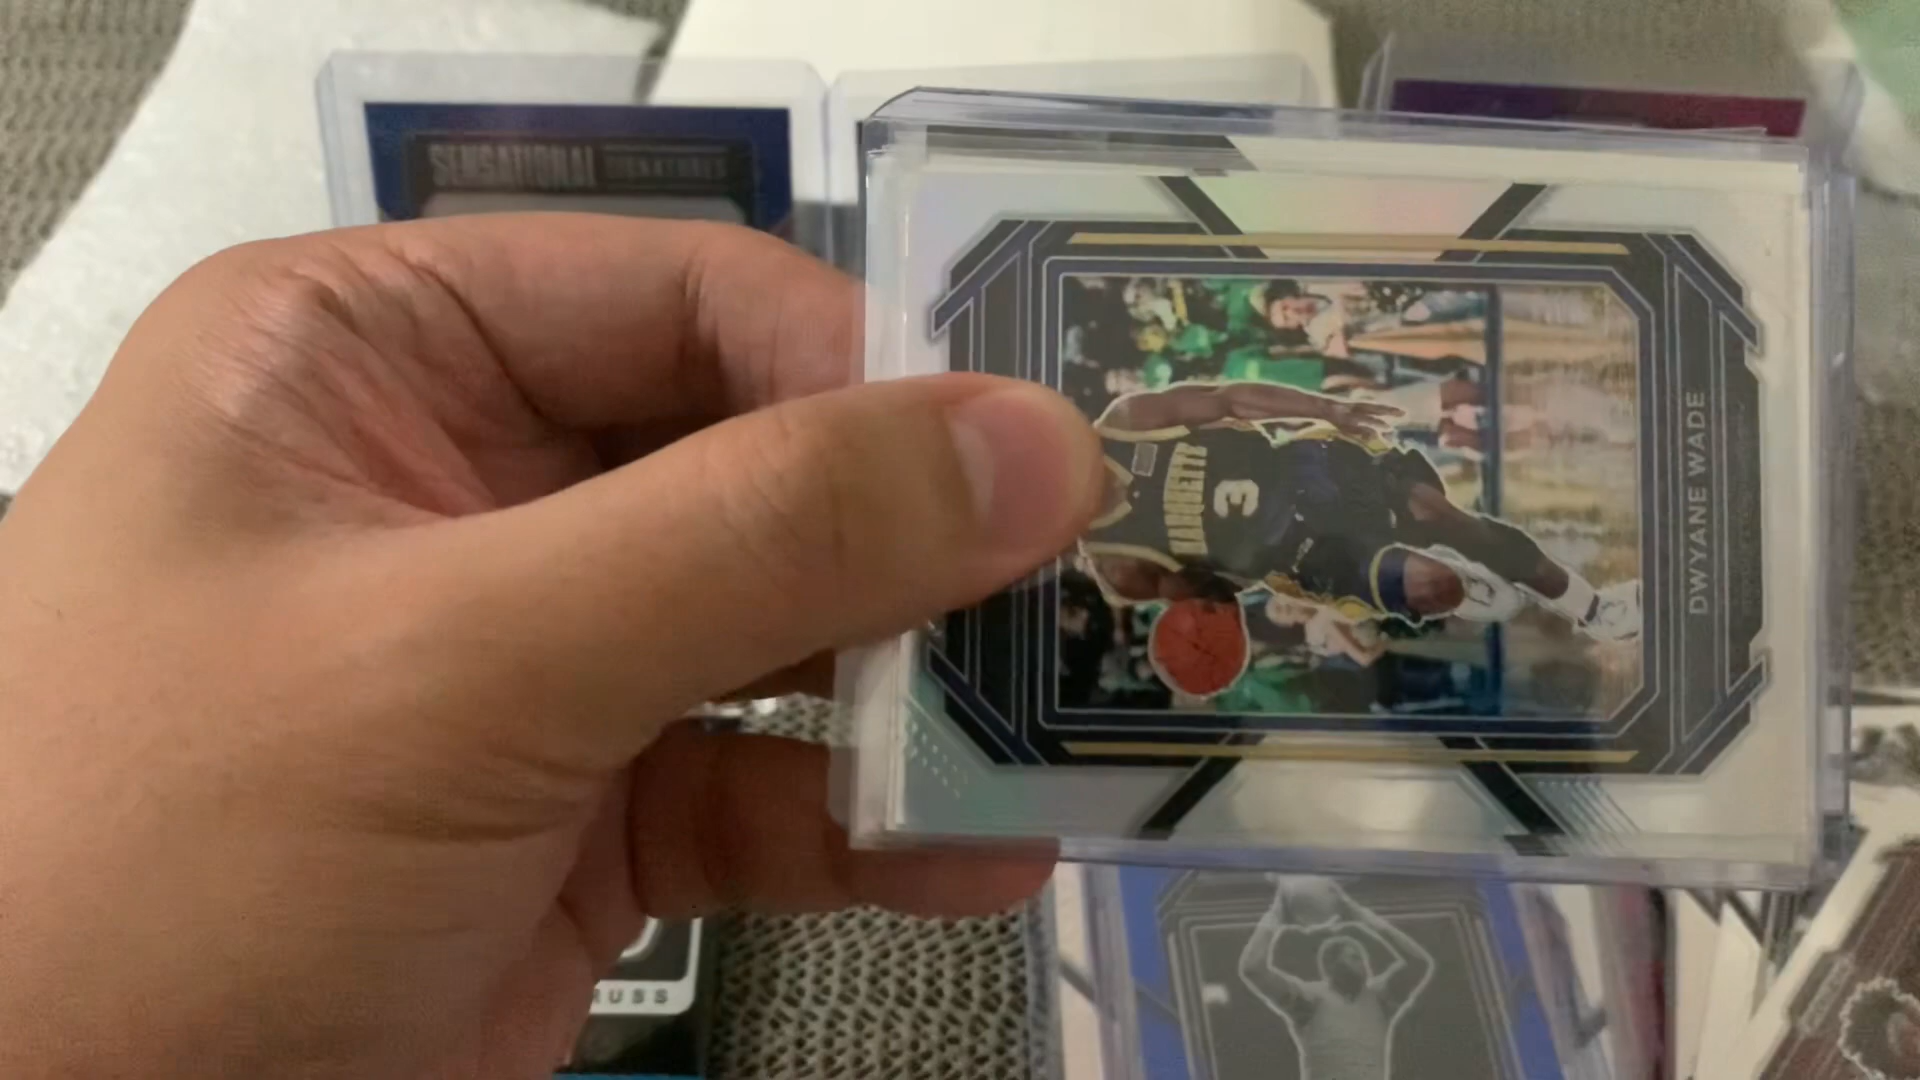 SENSATIONAL SIGNATURES
MARQUETTE
3
DWYANE WADE
RUSS